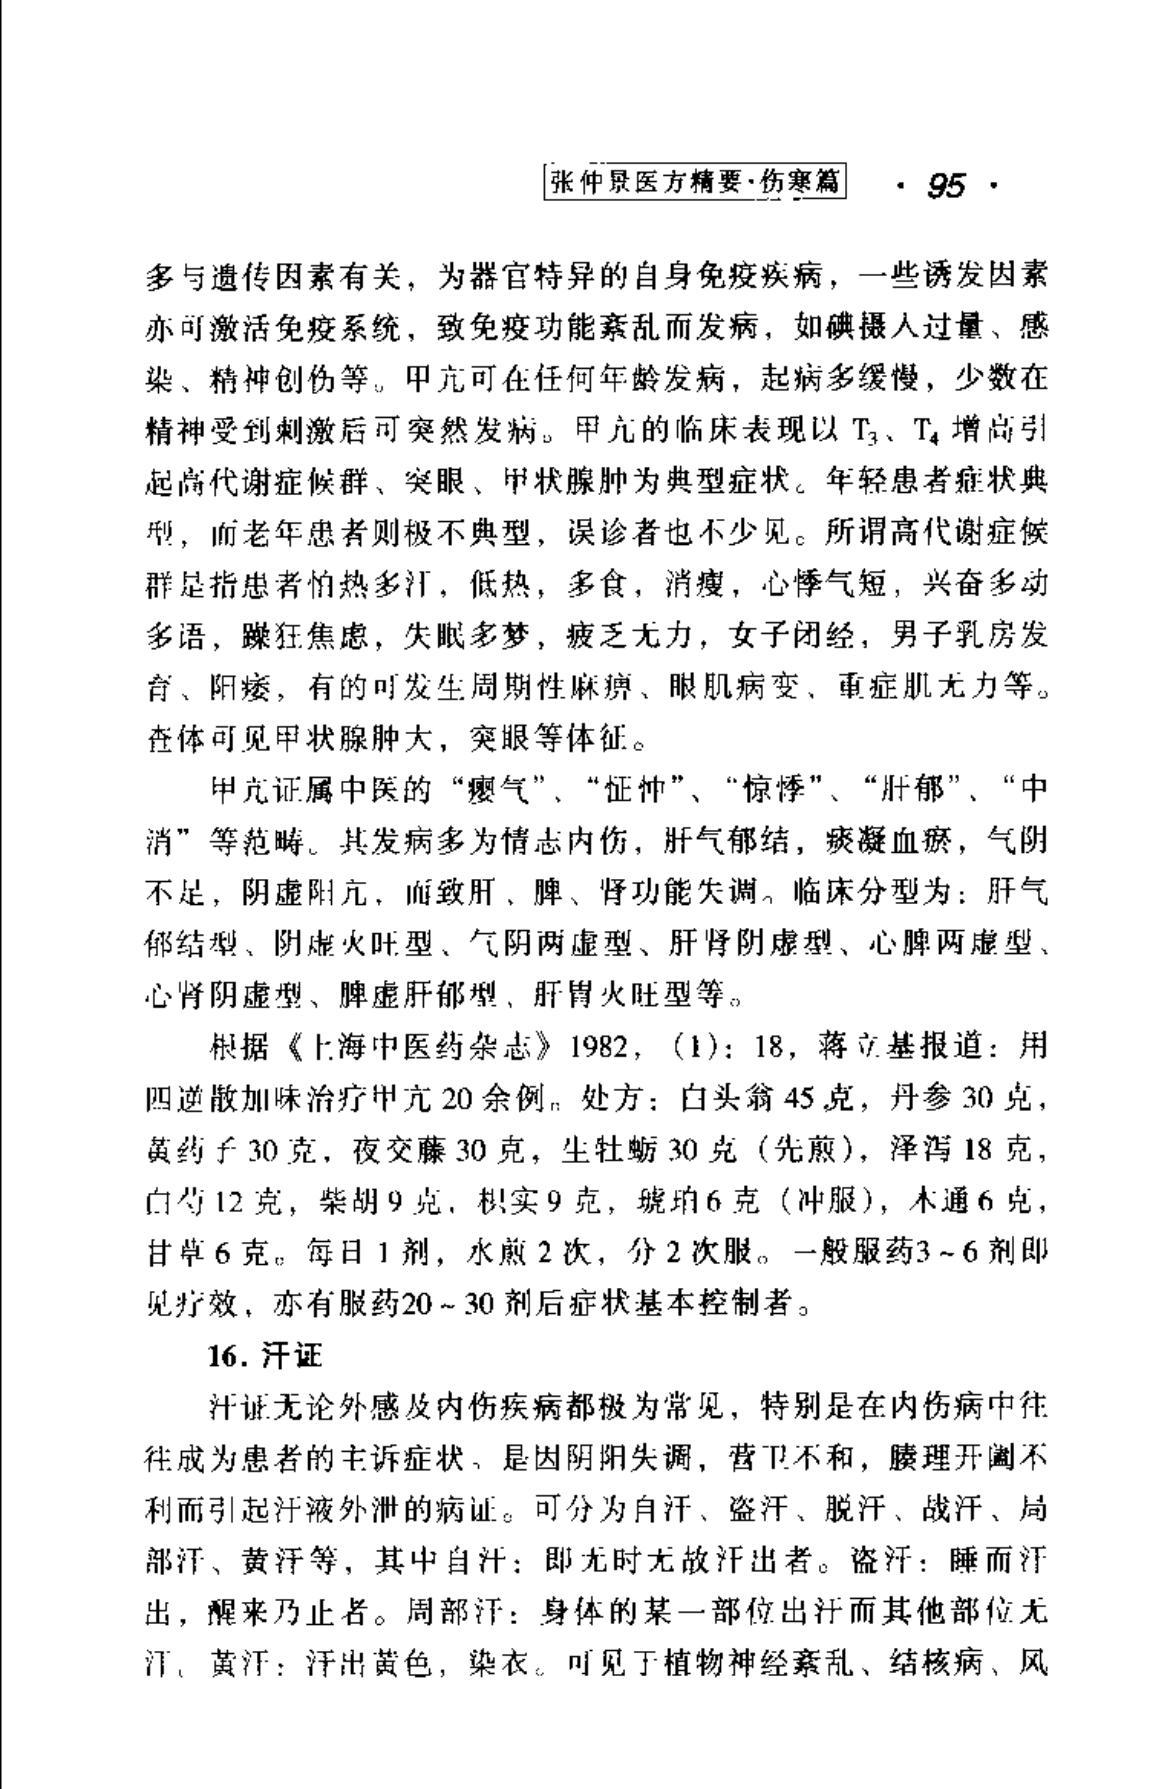 张仲景医方精要·伤寒篇 · 95 ·
多与遗传因素有关，为器官特异的自身免疫疾病，一些诱发因素
亦可激活免疫系统，致免疫功能紊乱而发病，如碘摄入过量、感
染、精神创伤等。甲亢可在任何年龄发病，起病多缓慢，少数在
精神受到刺激后可突然发病。甲亢的临床表现以 T₃、T₄ 增高引
起高代谢症候群、突眼、甲状腺肿为典型症状。年轻患者症状典
型，而老年患者则极不典型，误诊者也不少见。所谓高代谢症候
群是指患者怕热多汗，低热，多食，消瘦，心悸气短，兴奋多动
多语，躁狂焦虑，失眠多梦，疲乏无力，女子闭经，男子乳房发
育、阳痿，有的可发生周期性麻痹、眼肌病变、重症肌无力等。
查体可见甲状腺肿大，突眼等体征。
甲亢证属中医的“瘿气”、“怔忡”、“惊悸”、“肝郁”、“中
消”等范畴。其发病多为情志内伤，肝气郁结，痰凝血瘀，气阴
不足，阴虚阳亢，而致肝、脾、肾功能失调。临床分型为：肝气
郁结型、阴虚火旺型、气阴两虚型、肝肾阴虚型、心脾两虚型、
心肾阴虚型、脾虚肝郁型、肝胃火旺型等。
根据《上海中医药杂志》1982，（1）：18，蒋立基报道：用
四逆散加味治疗甲亢 20 余例。处方：白头翁 45 克，丹参 30 克，
黄药子 30 克，夜交藤 30 克，生牡蛎 30 克（先煎），泽泻 18 克，
白芍 12 克，柴胡 9 克，枳实 9 克，琥珀 6 克（冲服），木通 6 克，
甘草 6 克。每日 1 剂，水煎 2 次，分 2 次服。一般服药3～6 剂即
见疗效，亦有服药20～30 剂后症状基本控制者。
16. 汗证
汗证无论外感及内伤疾病都极为常见，特别是在内伤病中往
往成为患者的主诉症状。是因阴阳失调，营卫不和，腠理开阖不
利而引起汗液外泄的病证。可分为自汗、盗汗、脱汗、战汗、局
部汗、黄汗等，其中自汗：即无时无故汗出者。盗汗：睡而汗
出，醒来乃止者。周部汗：身体的某一部位出汗而其他部位无
汗。黄汗：汗出黄色，染衣。可见于植物神经紊乱、结核病、风